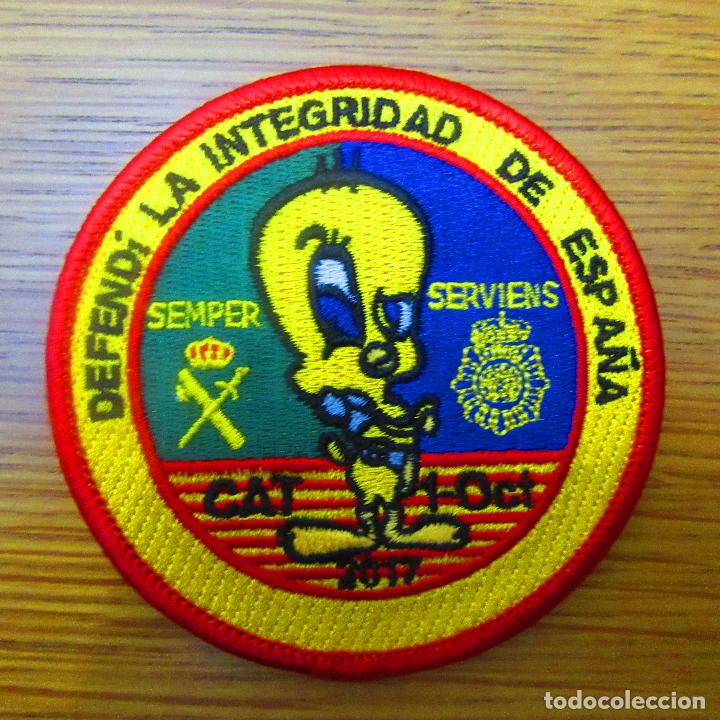 DEFENDí LA INTEGRIDAD DE ESPAÑA
SEMPER
SERVIENS
CAT
1-Oct
2017
todocoleccion